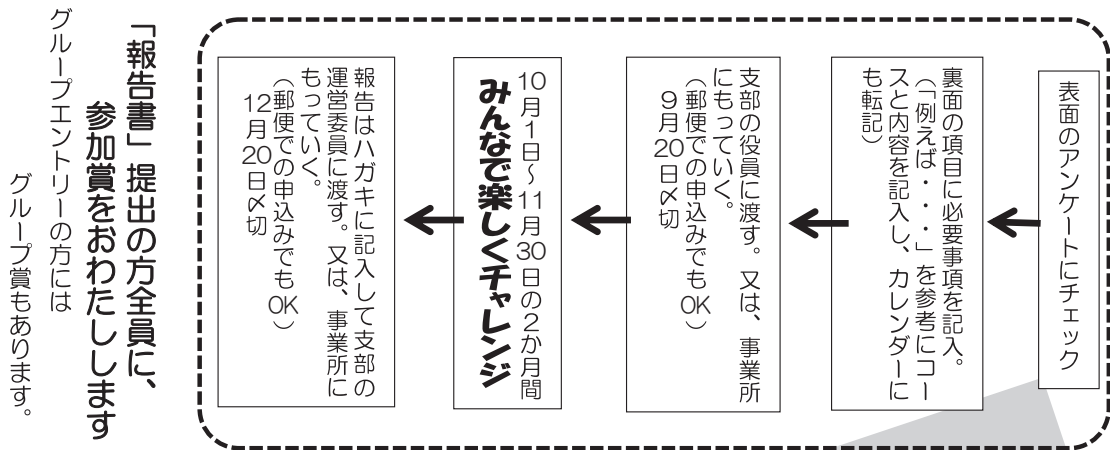 表面のアンケートにチェック
裏面の項目に必要事項を記入。
（「例えば・・・」を参考にコー
スと内容を記入し、カレンダーに
も転記）
支部の役員に渡す。又は、事業所
にもっていく。
（郵便での申込みでもOK）
9月20日〆切
10月1日～11月30日の2か月間
みんなで楽しくチャレンジ
報告はハガキに記入して支部の
運営委員に渡す。又は、事業所に
もっていく。
（郵便での申込みでもOK）
12月20日〆切
「報告書」提出の方全員に、
参加賞をおわたしします
グループエントリーの方には
グループ賞もあります。